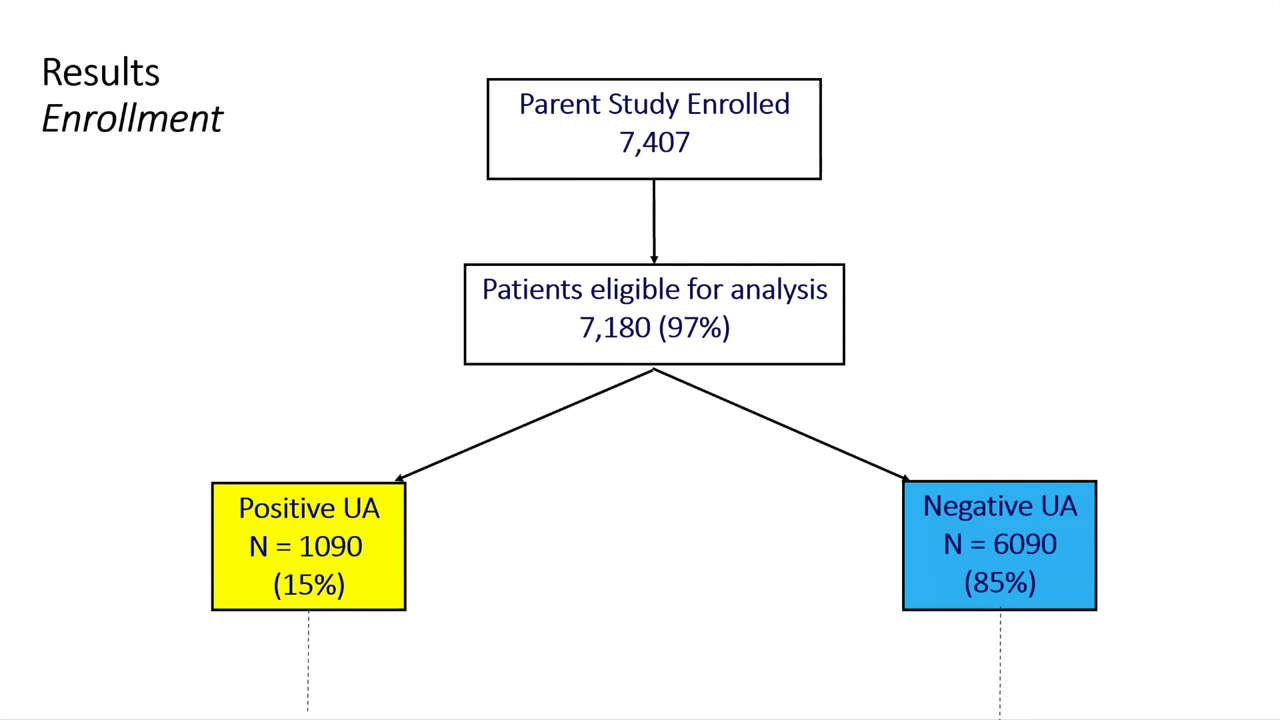 Results
Enrollment
Parent Study Enrolled
7,407
Patients eligible for analysis
7,180 (97%)
Positive UA
N = 1090
(15%)
Negative UA
N = 6090
(85%)